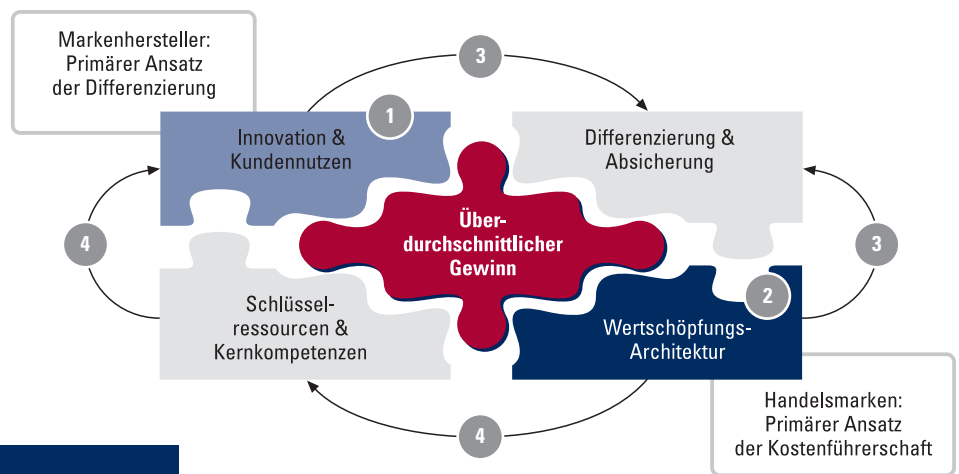 Markenhersteller:
Primärer Ansatz
der Differenzierung
3
1
Innovation &
Kundennutzen
Differenzierung &
Absicherung
4
Über-
durchschnittlicher
Gewinn
3
2
Schlüssel-
ressourcen &
Kernkompetenzen
Wertschöpfungs-
Architektur
4
Handelsmarken:
Primärer Ansatz
der Kostenführerschaft